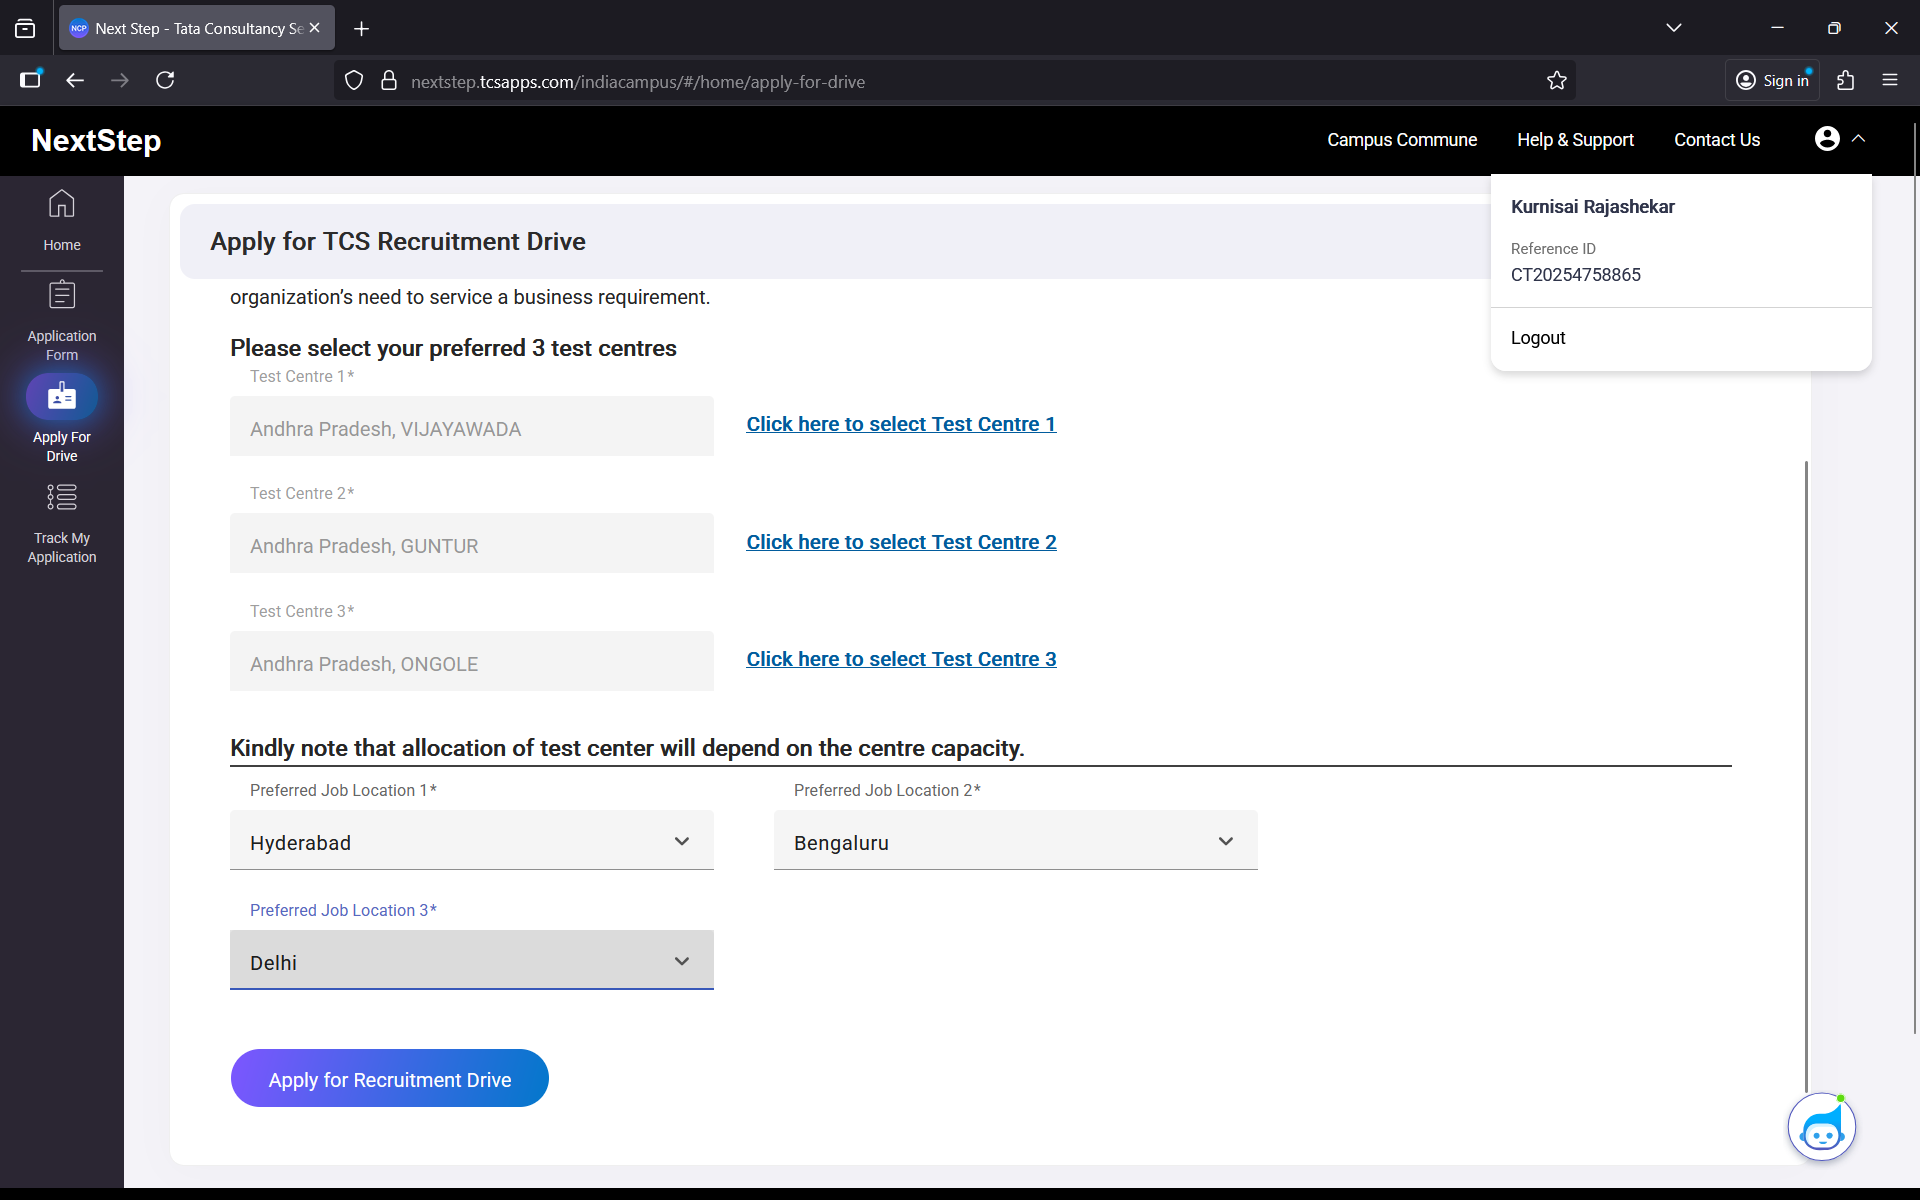 NCP Next Step - Tata Consultancy Se
nextstep.tcsapps.com/indiacampus/#/home/apply-for-drive
Sign in
NextStep
Campus Commune
Help & Support
Contact Us
Home
Application
Form
Apply For
Drive
Track My
Application
Kurnisai Rajashekar
Reference ID
CT20254758865
Logout
Apply for TCS Recruitment Drive
organization’s need to service a business requirement.
Please select your preferred 3 test centres
Test Centre 1*
Andhra Pradesh, VIJAYAWADA
Click here to select Test Centre 1
Test Centre 2*
Andhra Pradesh, GUNTUR
Click here to select Test Centre 2
Test Centre 3*
Andhra Pradesh, ONGOLE
Click here to select Test Centre 3
Kindly note that allocation of test center will depend on the centre capacity.
Preferred Job Location 1*
Hyderabad
Preferred Job Location 2*
Bengaluru
Preferred Job Location 3*
Delhi
Apply for Recruitment Drive